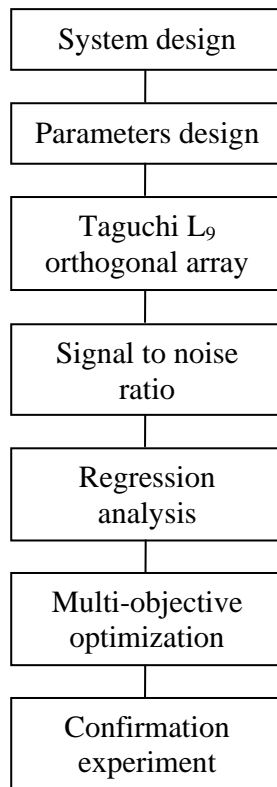 System design
Parameters design
Taguchi L₉
orthogonal array
Signal to noise
ratio
Regression
analysis
Multi-objective
optimization
Confirmation
experiment